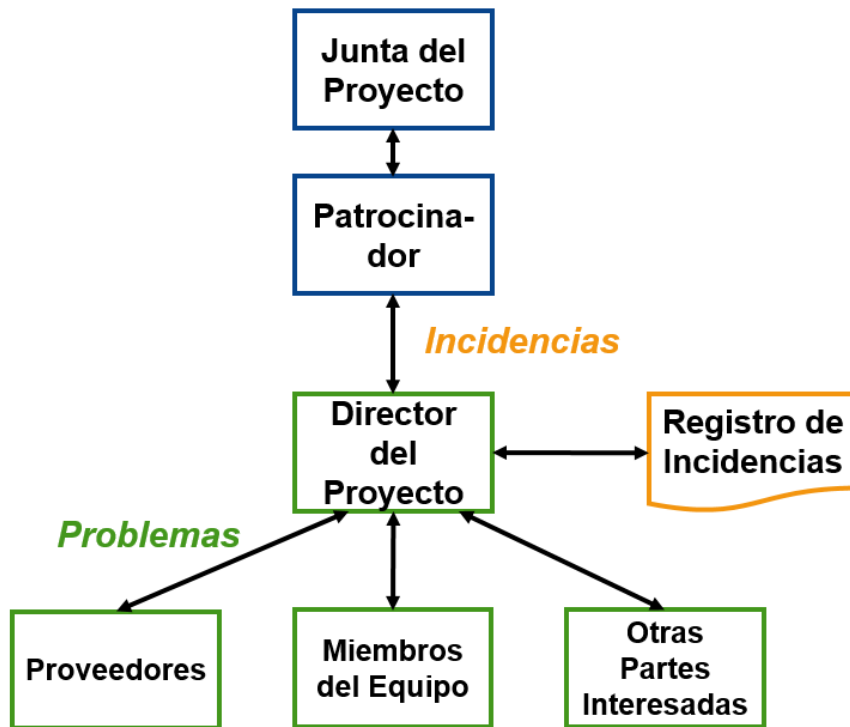 Junta del
Proyecto
Patrocina-
dor
Incidencias
Director
del
Proyecto
Registro de
Incidencias
Problemas
Proveedores
Miembros
del Equipo
Otras
Partes
Interesadas